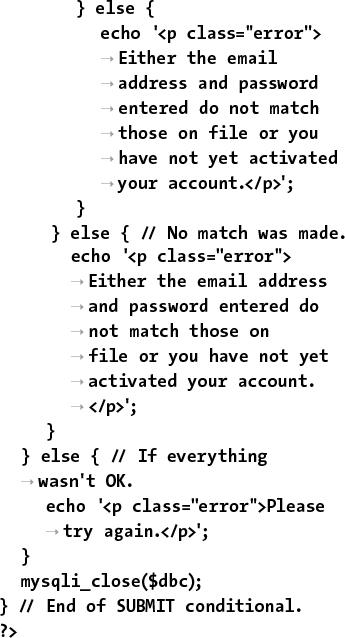 } else {
echo '<p class="error">
→ Either the email
→ address and password
→ entered do not match
→ those on file or you
→ have not yet activated
→ your account.</p>';
}
} else { // No match was made.
echo '<p class="error">
→ Either the email address
→ and password entered do
→ not match those on
→ file or you have not yet
→ activated your account.
→ </p>';
}
} else { // If everything
→ wasn't OK.
echo '<p class="error">Please
→ try again.</p>';
}
mysqli_close($dbc);
} // End of SUBMIT conditional.
?>